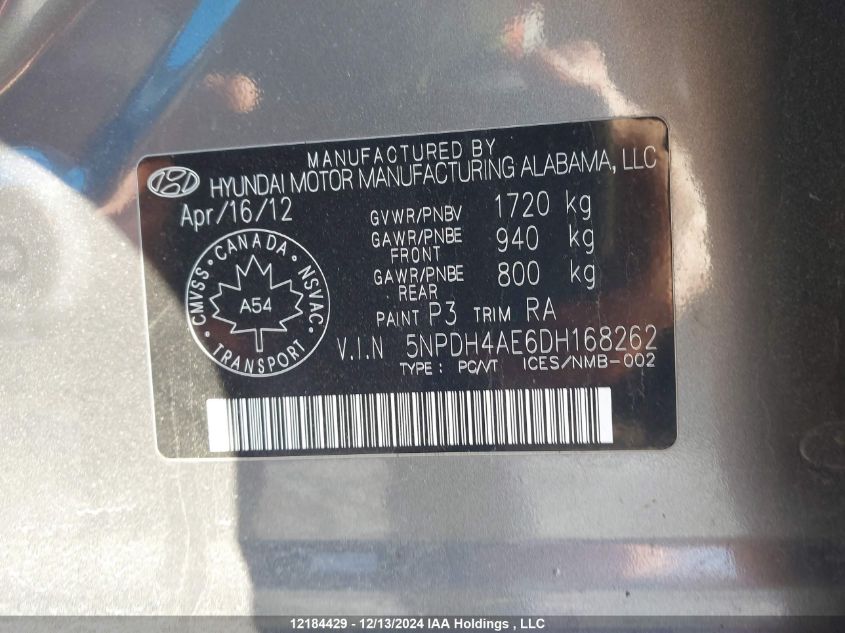 MANUFACTURED BY
HYUNDAI MOTOR MANUFACTURING ALABAMA, LLC
Apr/16/12
GVWR/PNBV 1720 kg
GAWR/PNBE FRONT 940 kg
GAWR/PNBE REAR 800 kg
PAINT P3 TRIM RA
V.I.N 5NPDH4AE6DH168262
TYPE: PC/VT ICES/NMB-002
CMVSS • CANADA • NSVAC • TRANSPORT •
A54
12184429 - 12/13/2024 IAA Holdings , LLC